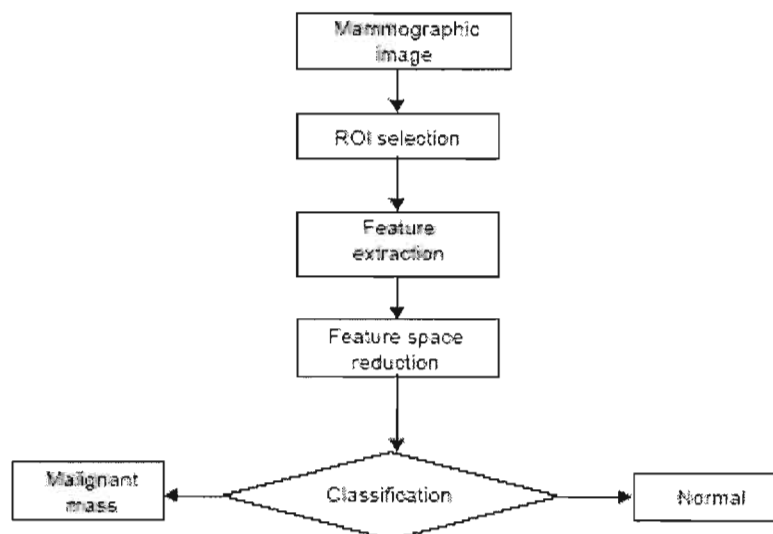 Mammographic
image
ROI selection
Feature
extraction
Feature space
reduction
Malignant
mass
Classification
Normal